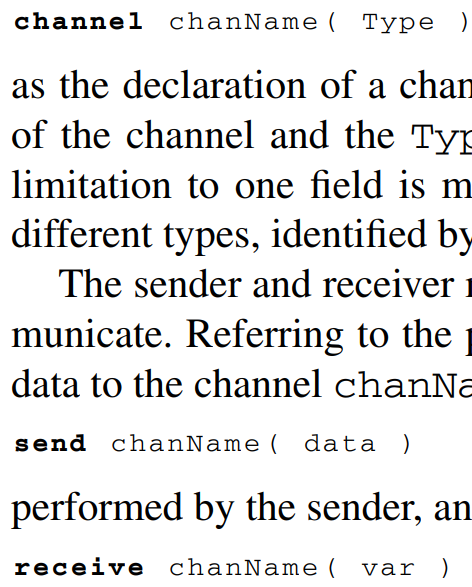 channel chanName( Type )
as the declaration of a chan
of the channel and the Typ
limitation to one field is m
different types, identified by
The sender and receiver
municate. Referring to the
data to the channel chanNa
send chanName( data )
performed by the sender, an
receive chanName( var )